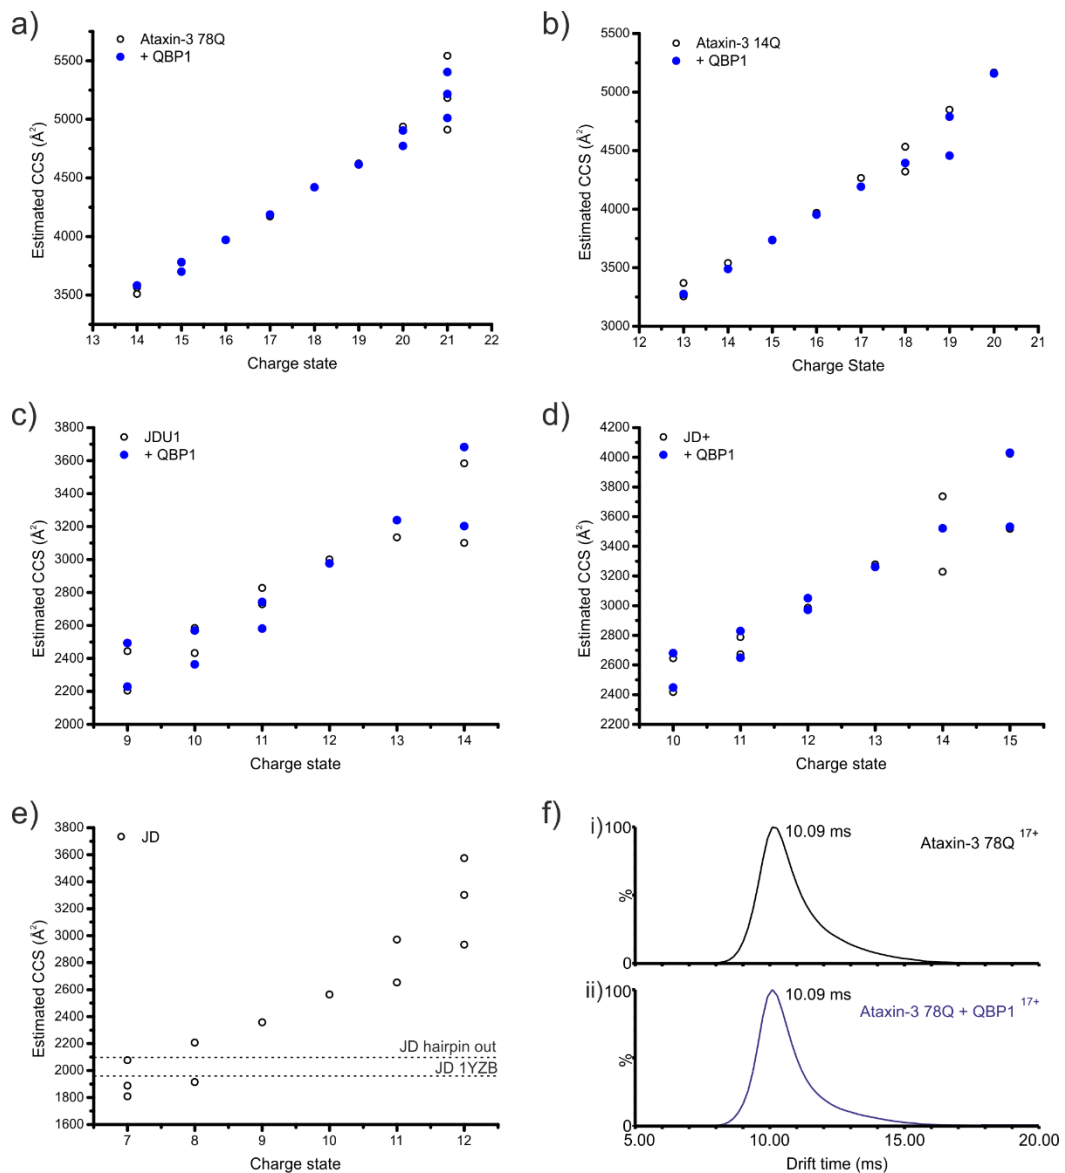 a)
Ataxin-3 78Q
+ QBP1
Estimated CCS (Å²)
5500
5000
4500
4000
3500
13 14 15 16 17 18 19 20 21 22
Charge state
b)
Ataxin-3 14Q
+ QBP1
Estimated CCS (Å²)
5500
5000
4500
4000
3500
3000
12 13 14 15 16 17 18 19 20 21
Charge State
c)
JDU1
+ QBP1
Estimated CCS (Å²)
3800
3600
3400
3200
3000
2800
2600
2400
2200
2000
9 10 11 12 13 14
Charge state
d)
JD+
+ QBP1
Estimated CCS (Å²)
4200
4000
3800
3600
3400
3200
3000
2800
2600
2400
2200
10 11 12 13 14 15
Charge state
e)
JD
Estimated CCS (Å²)
3800
3600
3400
3200
3000
2800
2600
2400
2200
2000
1800
1600
JD hairpin out
JD 1YZB
7 8 9 10 11 12
Charge state
f)
i)
100
%
0
10.09 ms
Ataxin-3 78Q 17+
ii)
100
%
0
10.09 ms
Ataxin-3 78Q + QBP1 17+
5.00 10.00 15.00 20.00
Drift time (ms)